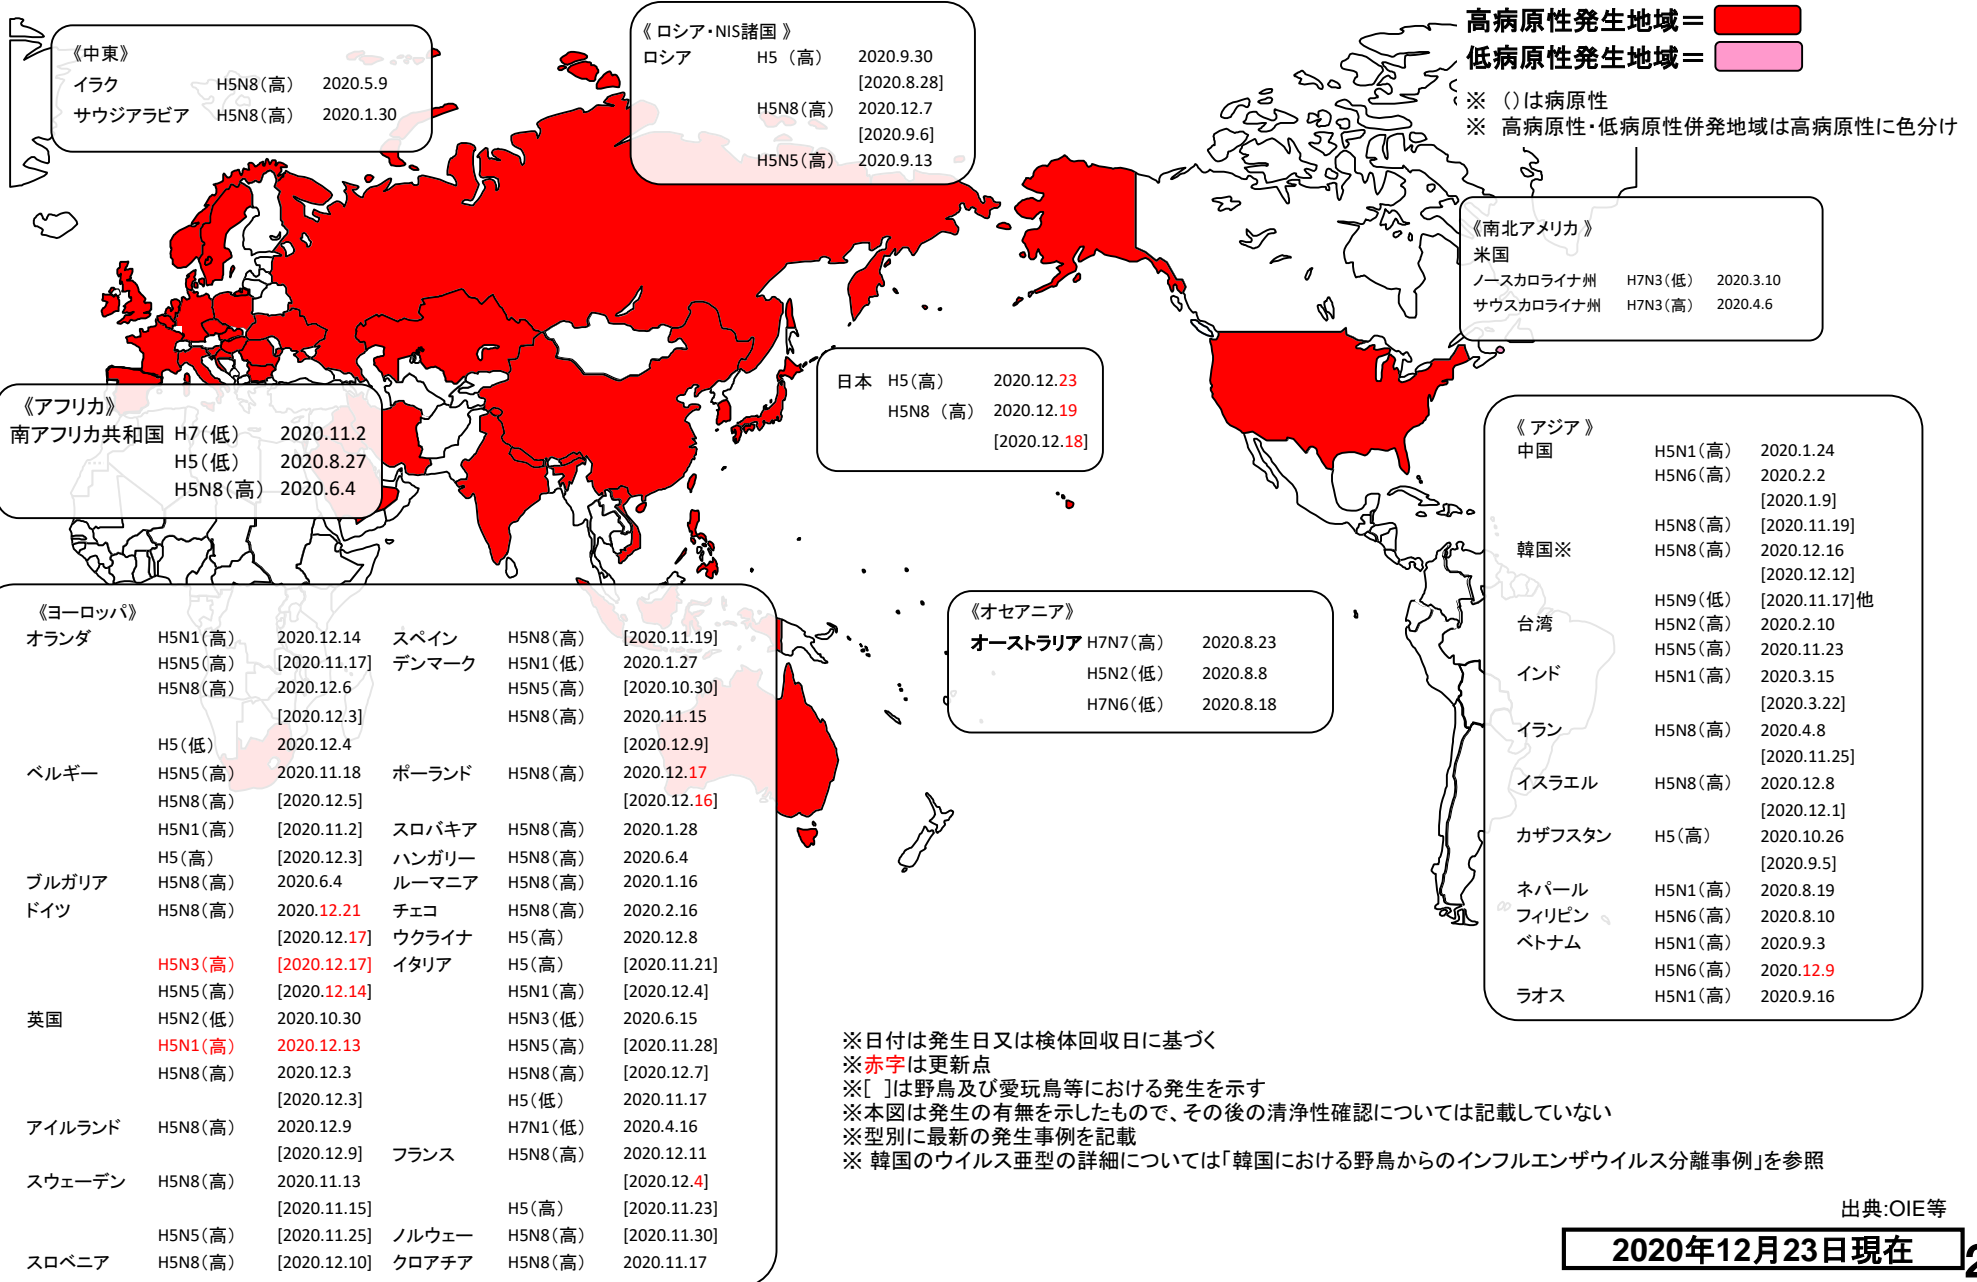 《中東》
イラク H5N8(高) 2020.5.9
サウジアラビア H5N8(高) 2020.1.30
《 ロシア・NIS諸国 》
ロシア H5 (高) 2020.9.30
[2020.8.28]
H5N8(高) 2020.12.7
[2020.9.6]
H5N5(高) 2020.9.13
高病原性発生地域=
低病原性発生地域=
※ ()は病原性
※ 高病原性・低病原性併発地域は高病原性に色分け
《南北アメリカ 》
米国
ノースカロライナ州 H7N3(低) 2020.3.10
サウスカロライナ州 H7N3(高) 2020.4.6
日本 H5(高) 2020.12.23
H5N8 (高) 2020.12.19
[2020.12.18]
《アフリカ》
南アフリカ共和国 H7(低) 2020.11.2
H5(低) 2020.8.27
H5N8(高) 2020.6.4
《 アジア 》
中国 H5N1(高) 2020.1.24
H5N6(高) 2020.2.2
[2020.1.9]
H5N8(高) [2020.11.19]
韓国※ H5N8(高) 2020.12.16
[2020.12.12]
H5N9(低) [2020.11.17]他
台湾 H5N2(高) 2020.2.10
H5N5(高) 2020.11.23
インド H5N1(高) 2020.3.15
[2020.3.22]
イラン H5N8(高) 2020.4.8
[2020.11.25]
イスラエル H5N8(高) 2020.12.8
[2020.12.1]
カザフスタン H5(高) 2020.10.26
[2020.9.5]
ネパール H5N1(高) 2020.8.19
フィリピン H5N6(高) 2020.8.10
ベトナム H5N1(高) 2020.9.3
H5N6(高) 2020.12.9
ラオス H5N1(高) 2020.9.16
《オセアニア》
オーストラリア H7N7(高) 2020.8.23
H5N2(低) 2020.8.8
H7N6(低) 2020.8.18
《ヨーロッパ》
オランダ H5N1(高) 2020.12.14 スペイン H5N8(高) [2020.11.19]
H5N5(高) [2020.11.17] デンマーク H5N1(低) 2020.1.27
H5N8(高) 2020.12.6 H5N5(高) [2020.10.30]
[2020.12.3] H5N8(高) 2020.11.15
H5(低) 2020.12.4 [2020.12.9]
ベルギー H5N5(高) 2020.11.18 ポーランド H5N8(高) 2020.12.17
H5N8(高) [2020.12.5] [2020.12.16]
H5N1(高) [2020.11.2] スロバキア H5N8(高) 2020.1.28
H5(高) [2020.12.3] ハンガリー H5N8(高) 2020.6.4
ブルガリア H5N8(高) 2020.6.4 ルーマニア H5N8(高) 2020.1.16
ドイツ H5N8(高) 2020.12.21 チェコ H5N8(高) 2020.2.16
[2020.12.17] ウクライナ H5(高) 2020.12.8
H5N3(高) [2020.12.17] イタリア H5(高) [2020.11.21]
H5N5(高) [2020.12.14] H5N1(高) [2020.12.4]
英国 H5N2(低) 2020.10.30 H5N3(低) 2020.6.15
H5N1(高) 2020.12.13 H5N5(高) [2020.11.28]
H5N8(高) 2020.12.3 H5N8(高) [2020.12.7]
[2020.12.3] H5(低) 2020.11.17
アイルランド H5N8(高) 2020.12.9 H7N1(低) 2020.4.16
[2020.12.9] フランス H5N8(高) 2020.12.11
スウェーデン H5N8(高) 2020.11.13 [2020.12.4]
[2020.11.15] H5(高) [2020.11.23]
H5N5(高) [2020.11.25] ノルウェー H5N8(高) [2020.11.30]
スロベニア H5N8(高) [2020.12.10] クロアチア H5N8(高) 2020.11.17
※日付は発生日又は検体回収日に基づく
※赤字は更新点
※[ ]は野鳥及び愛玩鳥等における発生を示す
※本図は発生の有無を示したもので、その後の清浄性確認については記載していない
※型別に最新の発生事例を記載
※ 韓国のウイルス亜型の詳細については「韓国における野鳥からのインフルエンザウイルス分離事例」を参照
出典:OIE等
2020年12月23日現在